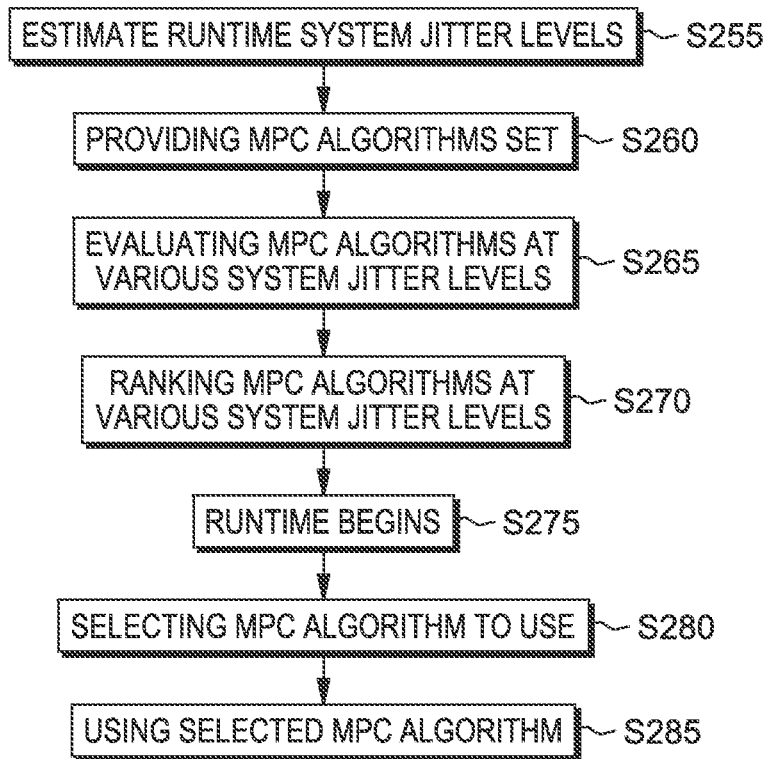 ESTIMATE RUNTIME SYSTEM JITTER LEVELS S255
PROVIDING MPC ALGORITHMS SET S260
EVALUATING MPC ALGORITHMS AT
VARIOUS SYSTEM JITTER LEVELS S265
RANKING MPC ALGORITHMS AT
VARIOUS SYSTEM JITTER LEVELS S270
RUNTIME BEGINS S275
SELECTING MPC ALGORITHM TO USE S280
USING SELECTED MPC ALGORITHM S285